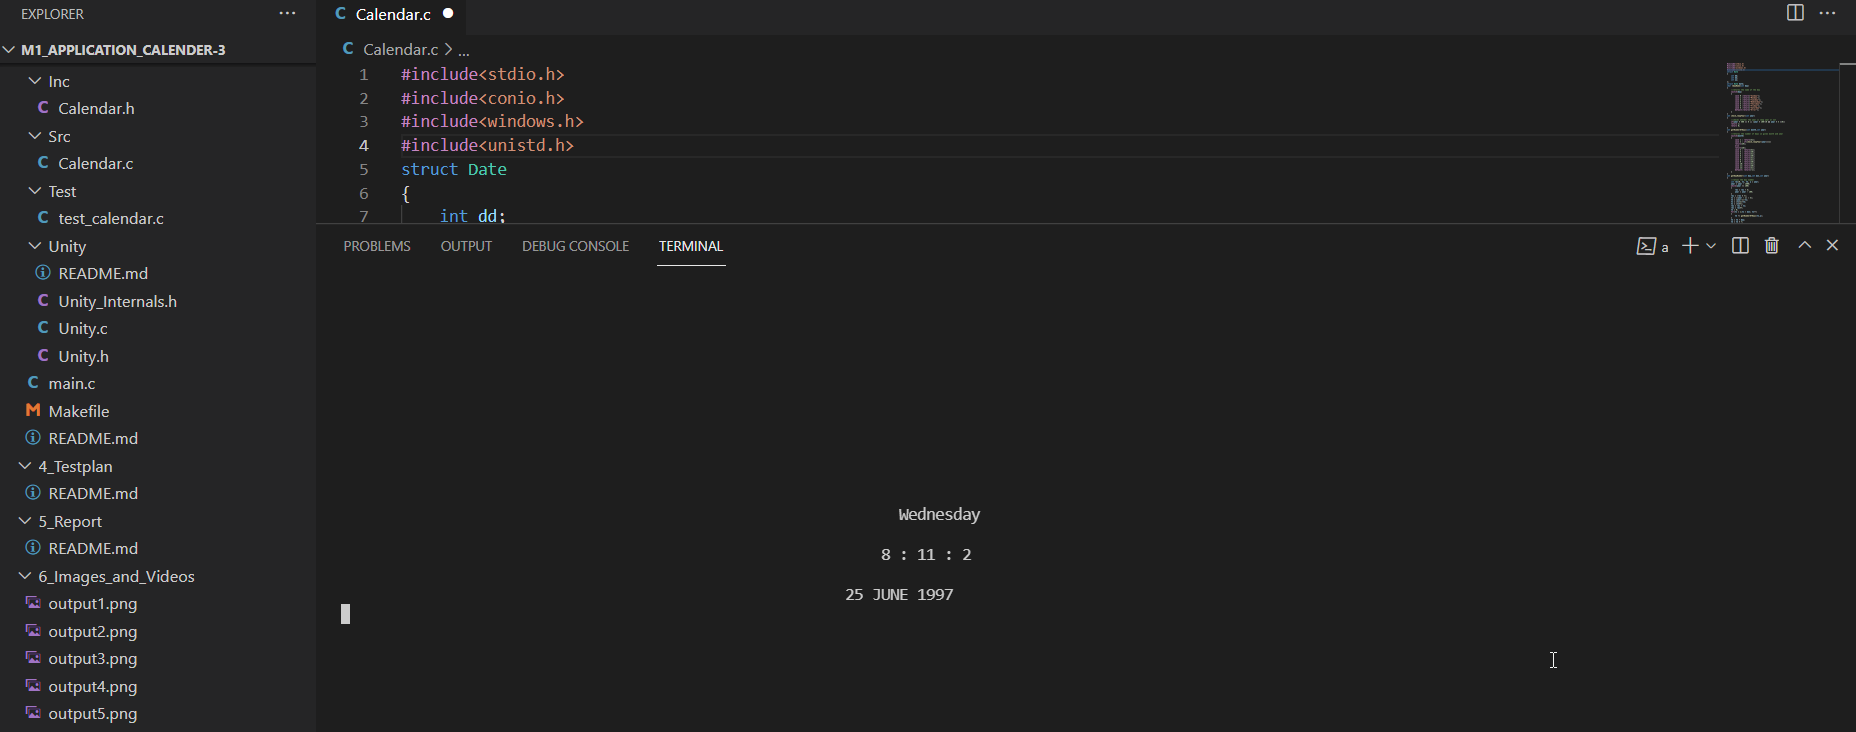 EXPLORER
M1_APPLICATION_CALENDER-3
Inc
Calendar.h
Src
Calendar.c
Test
test_calendar.c
Unity
README.md
Unity_Internals.h
Unity.c
Unity.h
main.c
Makefile
README.md
4_Testplan
README.md
5_Report
README.md
6_Images_and_Videos
output1.png
output2.png
output3.png
output4.png
output5.png
Calendar.c
Calendar.c > ...
1 #include<stdio.h>
2 #include<conio.h>
3 #include<windows.h>
4 #include<unistd.h>
5 struct Date
6 {
7 int dd;
PROBLEMS OUTPUT DEBUG CONSOLE TERMINAL
a
Wednesday
8 : 11 : 2
25 JUNE 1997